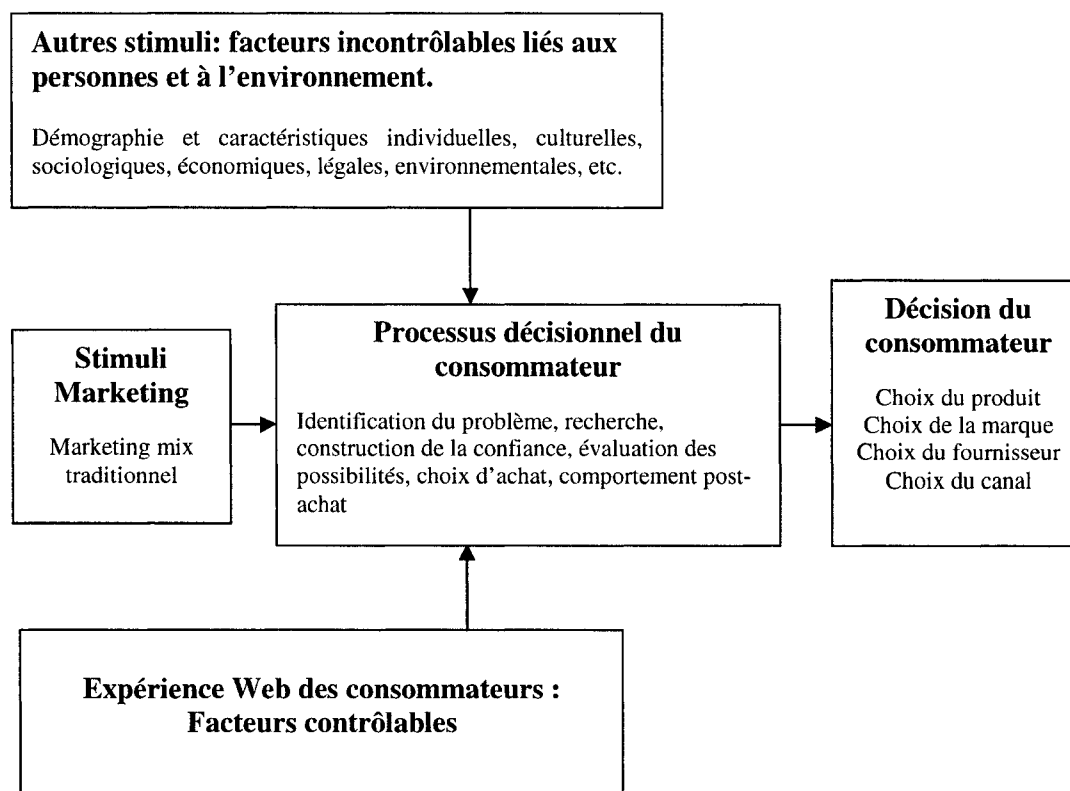 Autres stimuli: facteurs incontrôlables liés aux
personnes et à l'environnement.
Démographie et caractéristiques individuelles, culturelles,
sociologiques, économiques, légales, environnementales, etc.
Stimuli
Marketing
Marketing mix
traditionnel
Processus décisionnel du
consommateur
Identification du problème, recherche,
construction de la confiance, évaluation des
possibilités, choix d'achat, comportement post-
achat
Décision du
consommateur
Choix du produit
Choix de la marque
Choix du fournisseur
Choix du canal
Expérience Web des consommateurs :
Facteurs contrôlables